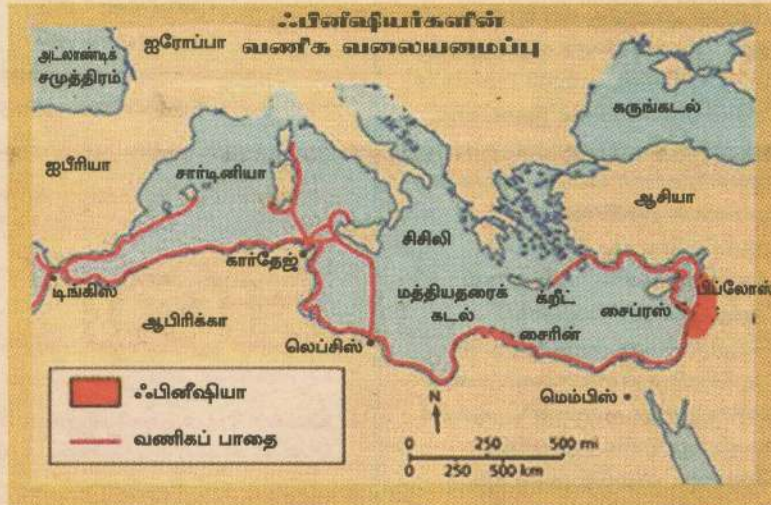 ஃபினீஷியர்களின்
வணிக வலையமைப்பு
அட்லாண்டிக்
சமுத்திரம்
ஐரோப்பா
கருங்கடல்
ஐபீரியா
சார்டினியா
ஆசியா
சிசிலி
கார்தேஜ்
டிங்கிஸ்
மத்தியதரைக்
கடல்
கிரீட்
சைப்ரஸ்
பிப்லோஸ்
ஆபிரிக்கா
லெப்சிஸ்
சைரின்
மெம்பிஸ்
ஃபினீஷியா
வணிகப் பாதை
N
0 250 500 mi
0 250 500 km